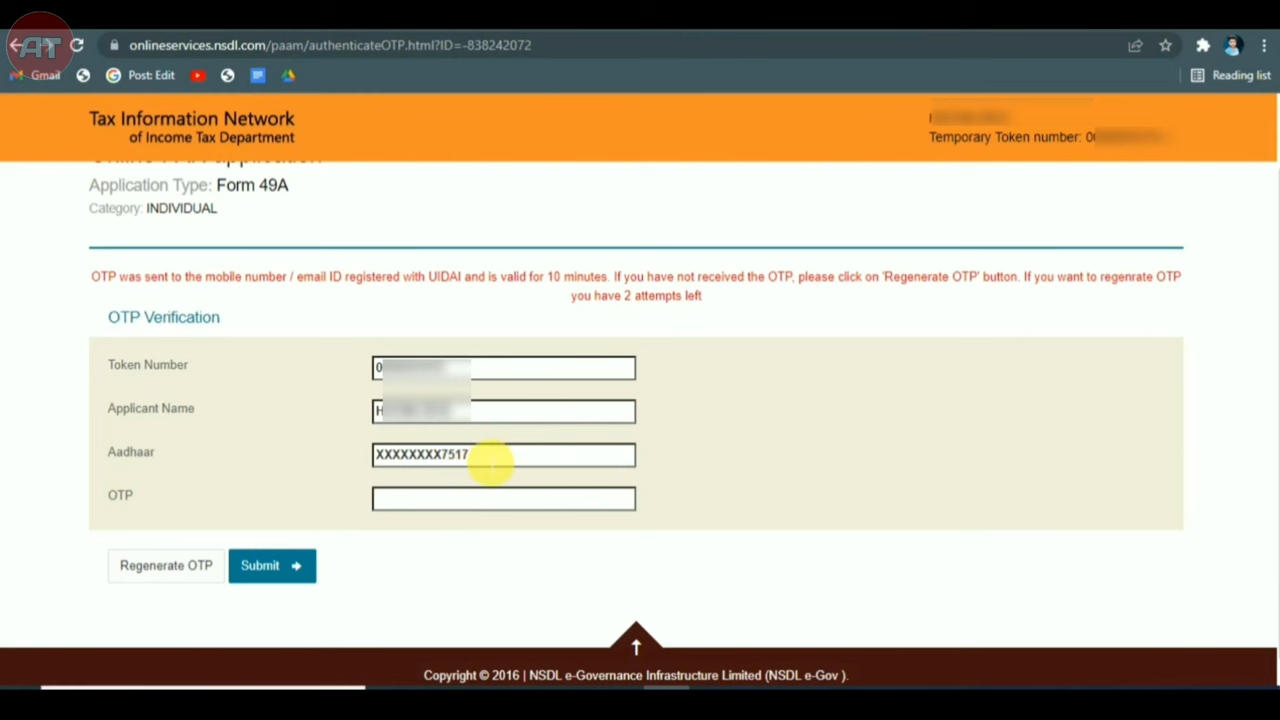 AT
onlineservices.nsdl.com/paam/authenticateOTP.html?ID=-838242072
Gmail
Post: Edit
Reading list
Tax Information Network
of Income Tax Department
Temporary Token number: 0
Application Type: Form 49A
Category: INDIVIDUAL
OTP was sent to the mobile number / email ID registered with UIDAI and is valid for 10 minutes. If you have not received the OTP, please click on 'Regenerate OTP' button. If you want to regenrate OTP
you have 2 attempts left
OTP Verification
Token Number
0
Applicant Name
H
Aadhaar
XXXXXXXX7517
OTP
Regenerate OTP
Submit
Copyright © 2016 | NSDL e-Governance Infrastructure Limited (NSDL e-Gov ).